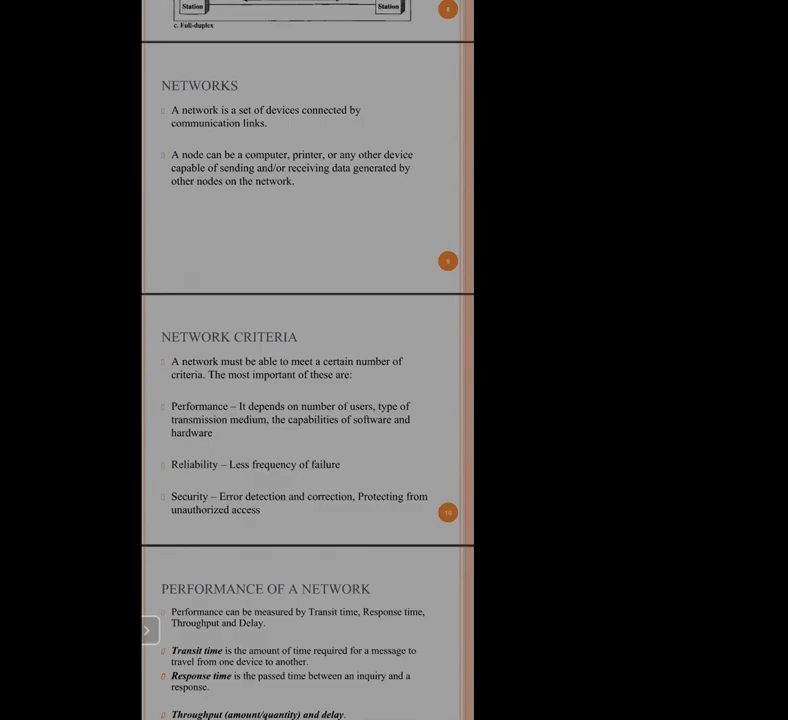 Station Station
8
c. Full-duplex
NETWORKS
A network is a set of devices connected by
communication links.
A node can be a computer, printer, or any other device
capable of sending and/or receiving data generated by
other nodes on the network.
9
NETWORK CRITERIA
A network must be able to meet a certain number of
criteria. The most important of these are:
Performance – It depends on number of users, type of
transmission medium, the capabilities of software and
hardware
Reliability – Less frequency of failure
Security – Error detection and correction, Protecting from
unauthorized access
10
PERFORMANCE OF A NETWORK
Performance can be measured by Transit time, Response time,
Throughput and Delay.
Transit time is the amount of time required for a message to
travel from one device to another.
Response time is the passed time between an inquiry and a
response.
Throughput (amount/quantity) and delay.